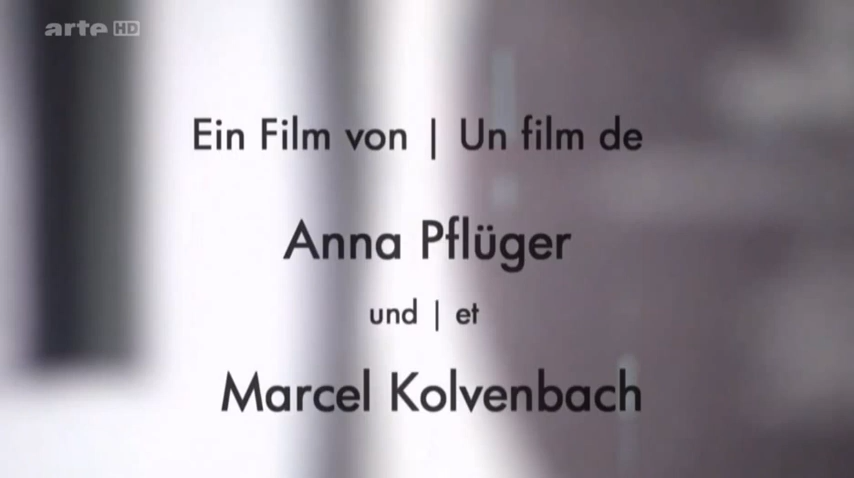 arte HD
Ein Film von | Un film de
Anna Pflüger
und | et
Marcel Kolvenbach